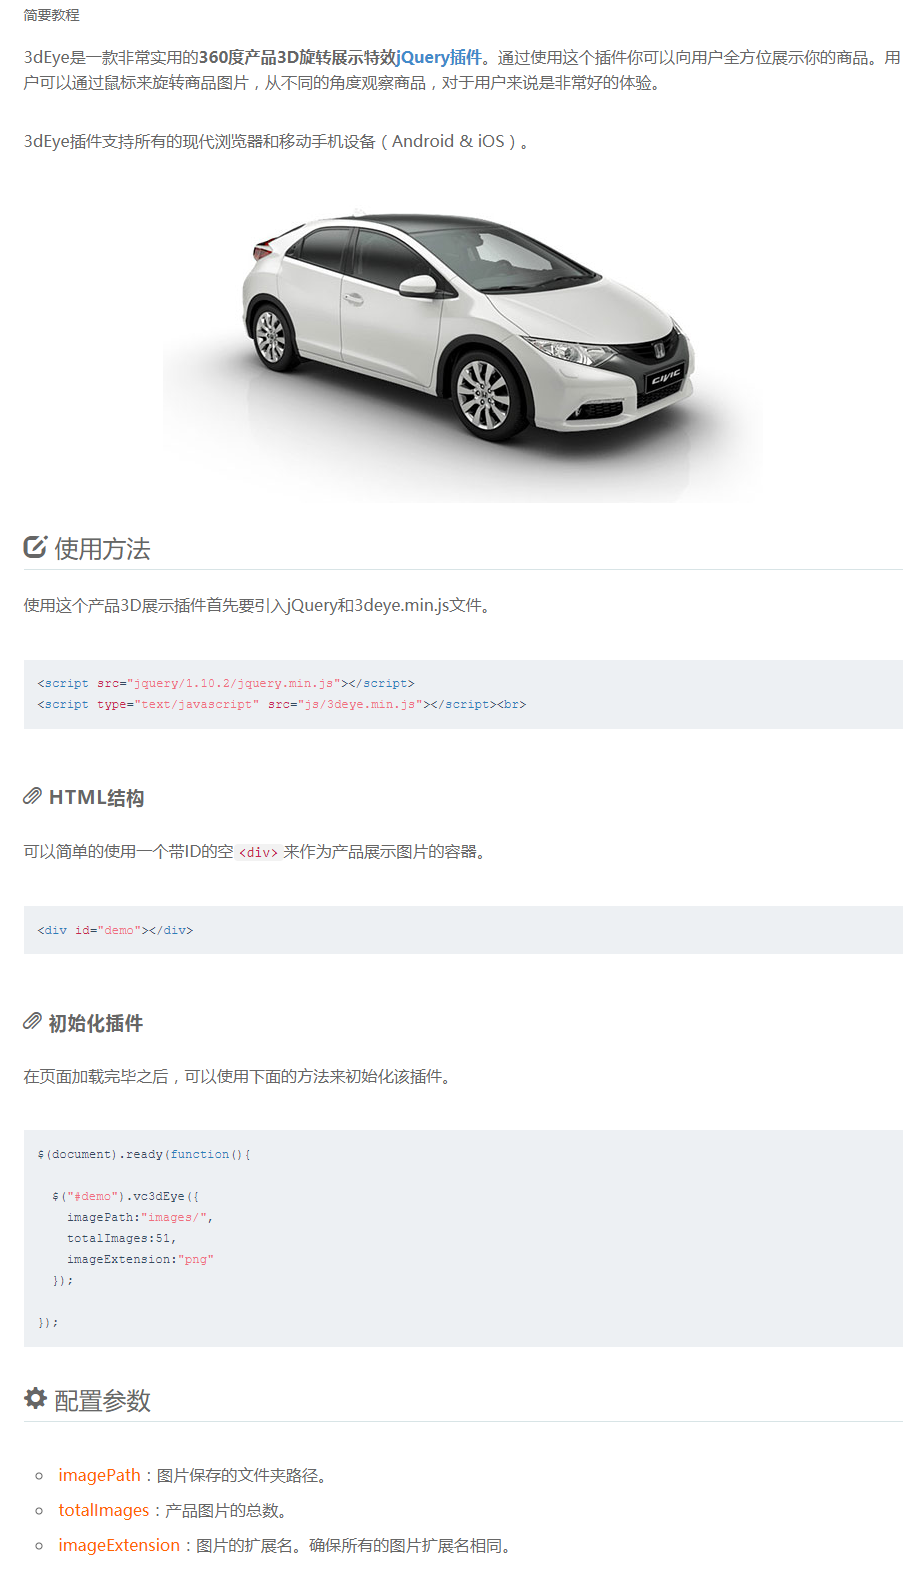 简要教程
3dEye是一款非常实用的360度产品3D旋转展示特效jQuery插件。通过使用这个插件你可以向用户全方位展示你的商品。用
户可以通过鼠标来旋转商品图片，从不同的角度观察商品，对于用户来说是非常好的体验。
3dEye插件支持所有的现代浏览器和移动手机设备（Android & iOS）。
CIVIC
使用方法
使用这个产品3D展示插件首先要引入jQuery和3deye.min.js文件。
<script src="jquery/1.10.2/jquery.min.js"></script>
<script type="text/javascript" src="js/3deye.min.js"></script><br>
HTML结构
可以简单的使用一个带ID的空<div>来作为产品展示图片的容器。
<div id="demo"></div>
初始化插件
在页面加载完毕之后，可以使用下面的方法来初始化该插件。
$(document).ready(function(){
$("#demo").vc3dEye({
imagePath:"images/",
totalImages:51,
imageExtension:"png"
});
});
配置参数
imagePath：图片保存的文件夹路径。
totalImages：产品图片的总数。
imageExtension：图片的扩展名。确保所有的图片扩展名相同。